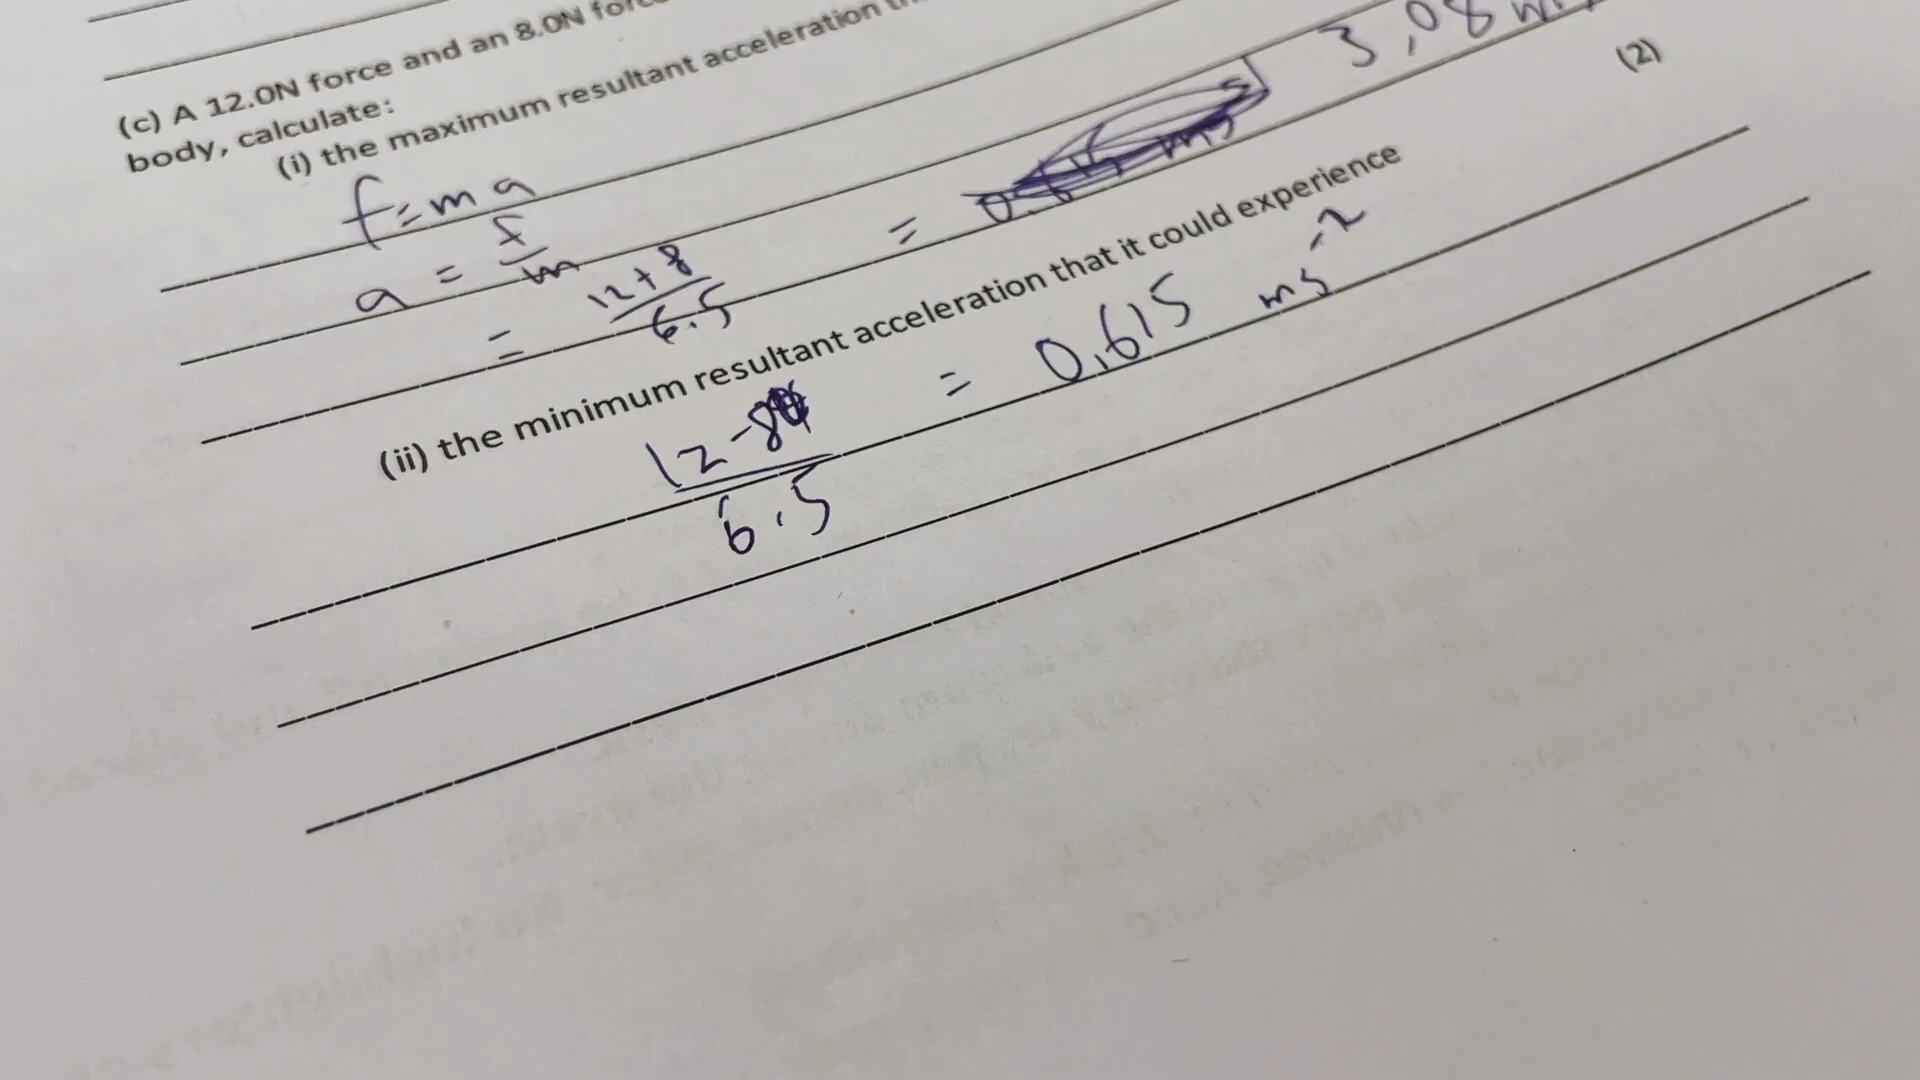 (c) A 12.0N force and an 8.0N force
body, calculate:
(i) the maximum resultant acceleration
f = ma
a = f/m
= 12+8/6.5 = 3.08
(2)
(ii) the minimum resultant acceleration that it could experience
12-8/6.5 = 0.615 ms⁻²